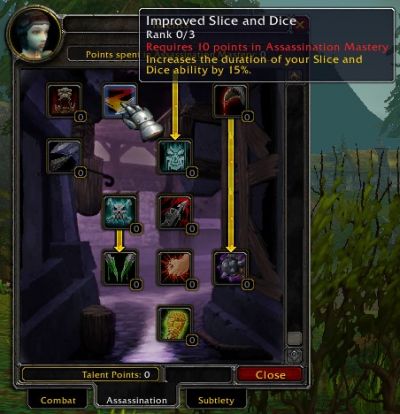 Improved Slice and Dice
Rank 0/3
Requires 10 points in Assassination Mastery
Increases the duration of your Slice and
Dice ability by 15%.
Points spent
0
0
0
0
0
0
0
0
0
0
0
Talent Points: 0
Close
Combat
Assassination
Subtlety